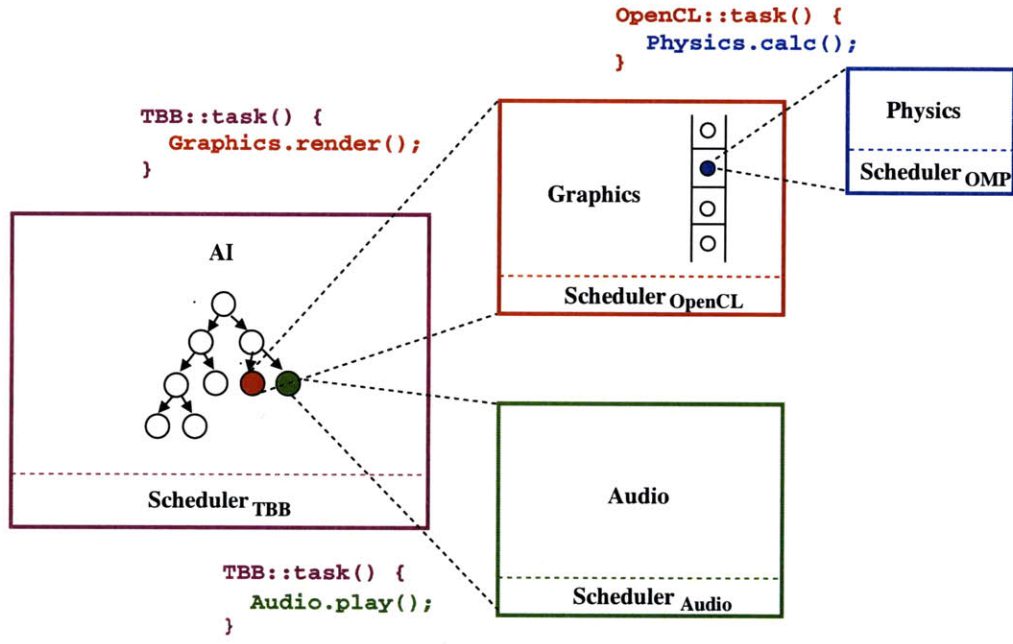 OpenCL::task() {
Physics.calc();
}
TBB::task() {
Graphics.render();
}
Physics
Scheduler OMP
Graphics
Scheduler OpenCL
AI
Scheduler TBB
Audio
Scheduler Audio
TBB::task() {
Audio.play();
}